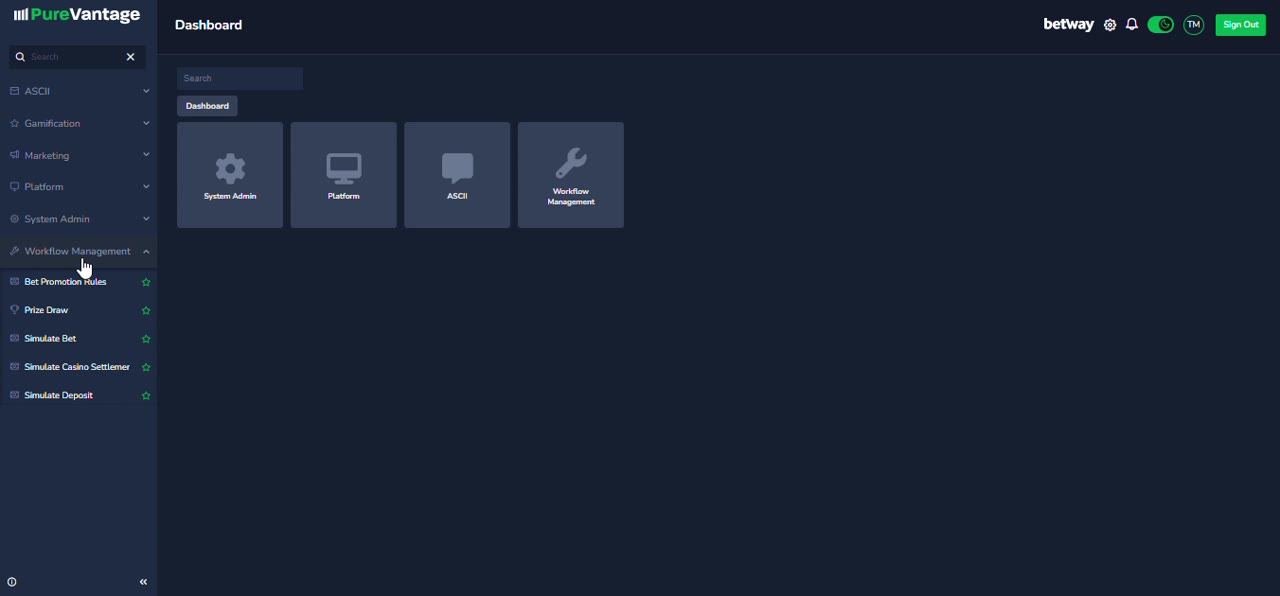 PureVantage
Dashboard
betway
TM
Sign Out
Search
ASCII
Gamification
Marketing
Platform
System Admin
Workflow Management
Bet Promotion Rules
Prize Draw
Simulate Bet
Simulate Casino Settlemer
Simulate Deposit
Search
Dashboard
System Admin
Platform
ASCII
Workflow
Management